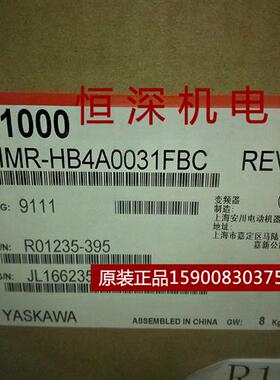 恒深机电
1000
IMR-HB4A0031FBC
REV
G:
9111
变频器
制造:
上海安川电动机器
地址:
上海市嘉定区马陆
嘉新公
/N:
R01235-395
/N:
JL166235
原装正品15900830375
YASKAWA
ASSEMBLED IN CHINA
GW:
8 K